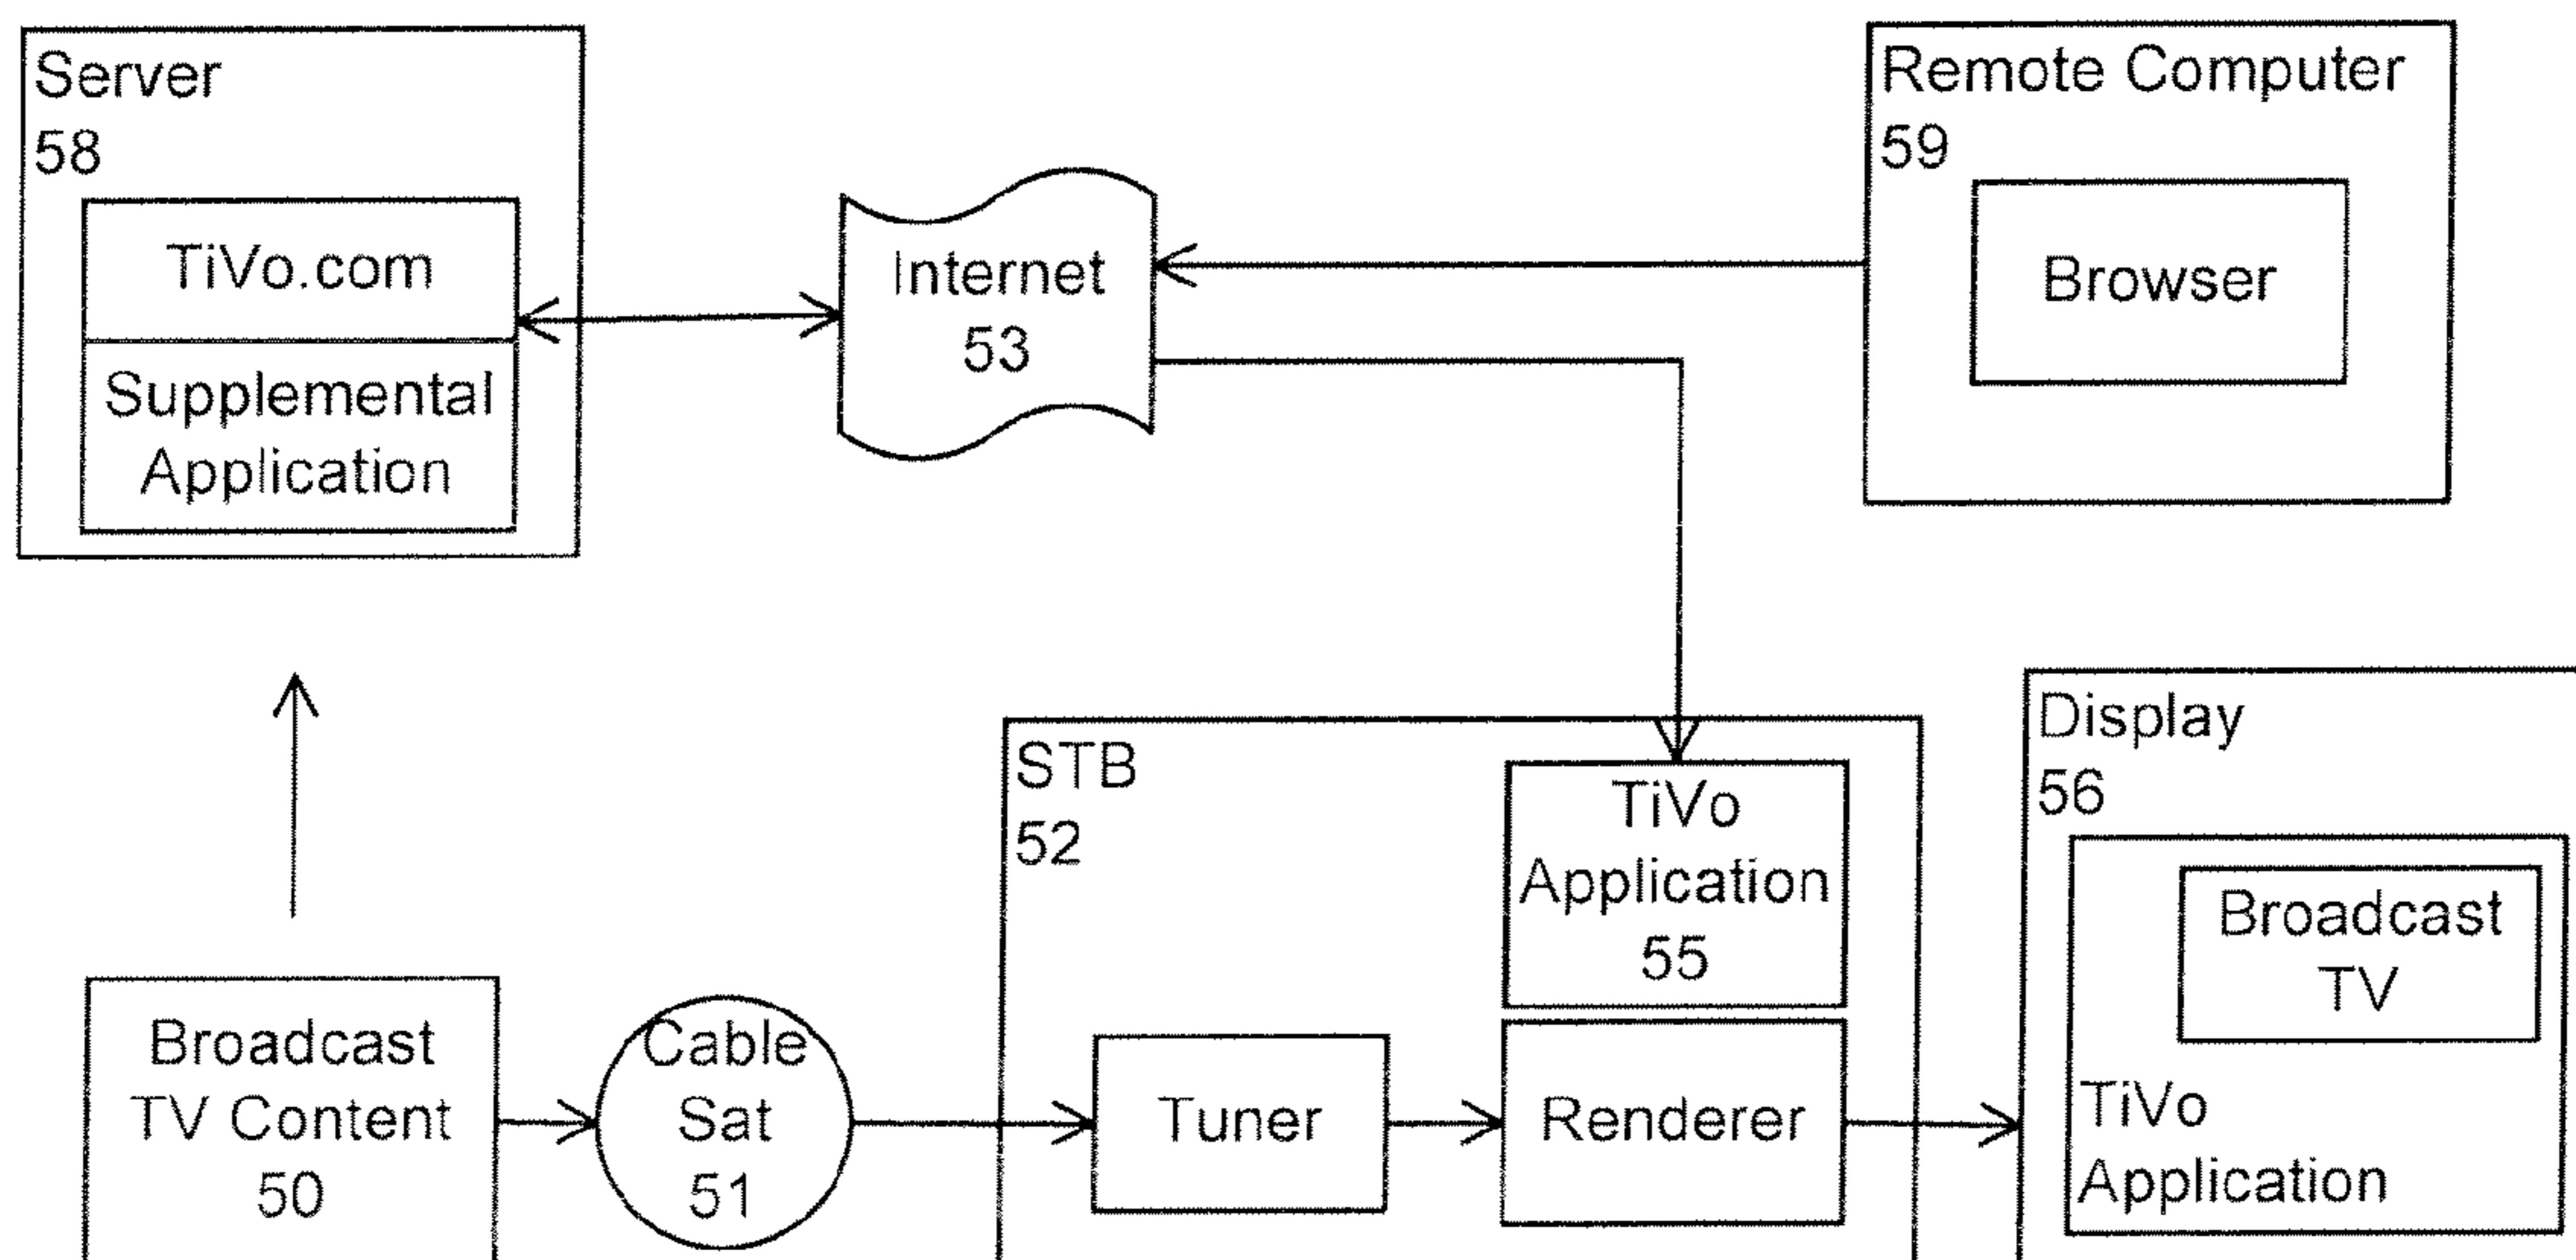 Server
58
TiVo.com
Supplemental
Application
Internet
53
Remote Computer
59
Browser
Broadcast
TV Content
50
Cable
Sat
51
STB
52
TiVo
Application
55
Tuner
Renderer
Display
56
Broadcast
TV
TiVo
Application